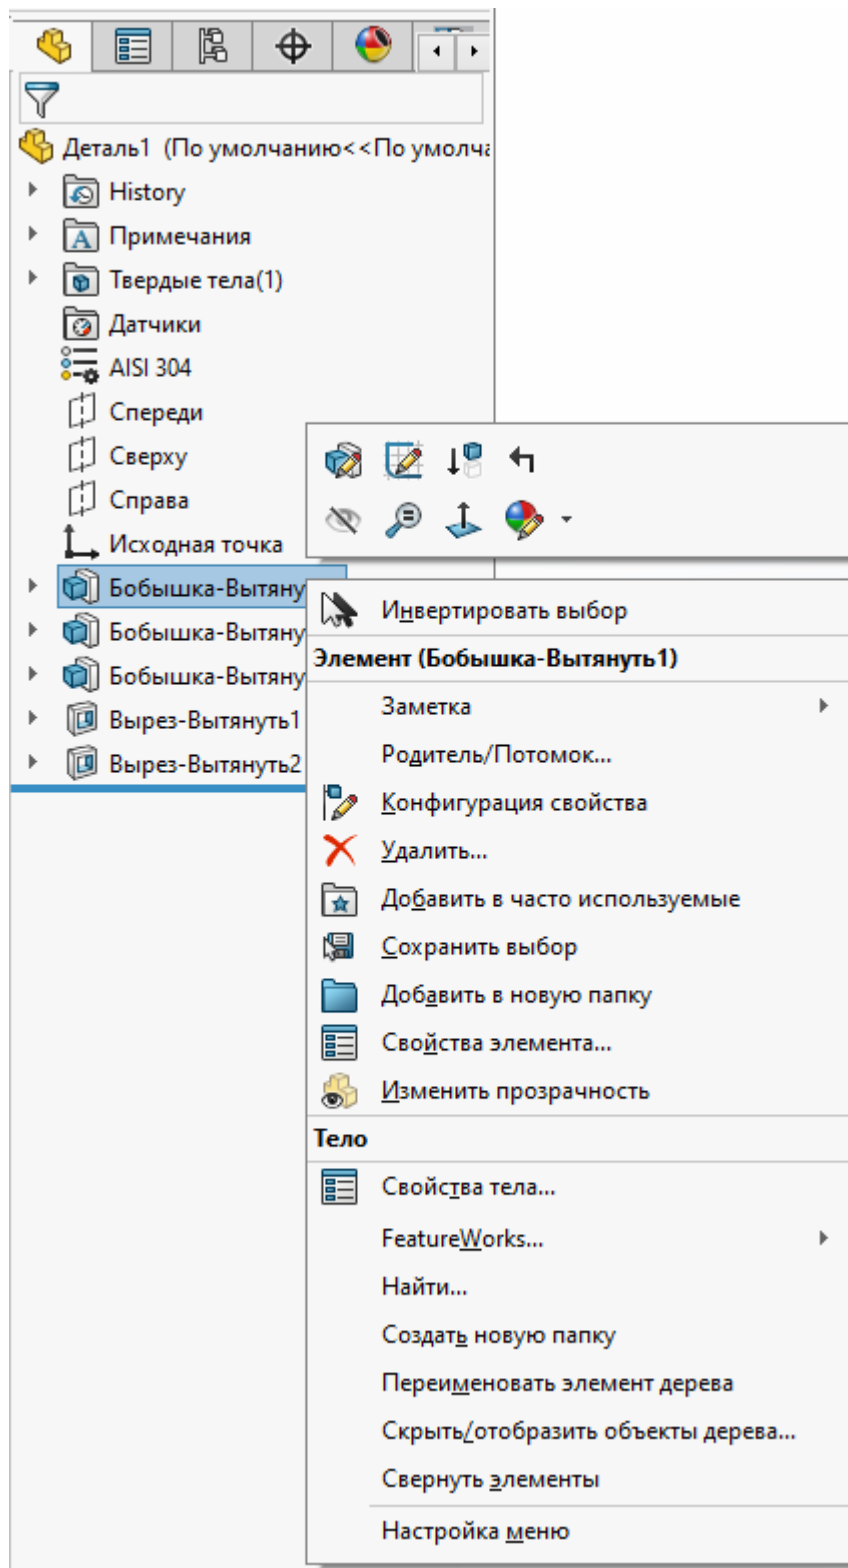 Деталь1 (По умолчанию<<По умолча
History
Примечания
Твердые тела(1)
Датчики
AISI 304
Спереди
Сверху
Справа
Исходная точка
Бобышка-Вытяну
Бобышка-Вытяну
Бобышка-Вытяну
Вырез-Вытянуть1
Вырез-Вытянуть2
Инвертировать выбор
Элемент (Бобышка-Вытянуть1)
Заметка
Родитель/Потомок...
Конфигурация свойства
Удалить...
Добавить в часто используемые
Сохранить выбор
Добавить в новую папку
Свойства элемента...
Изменить прозрачность
Тело
Свойства тела...
FeatureWorks...
Найти...
Создать новую папку
Переименовать элемент дерева
Скрыть/отобразить объекты дерева...
Свернуть элементы
Настройка меню